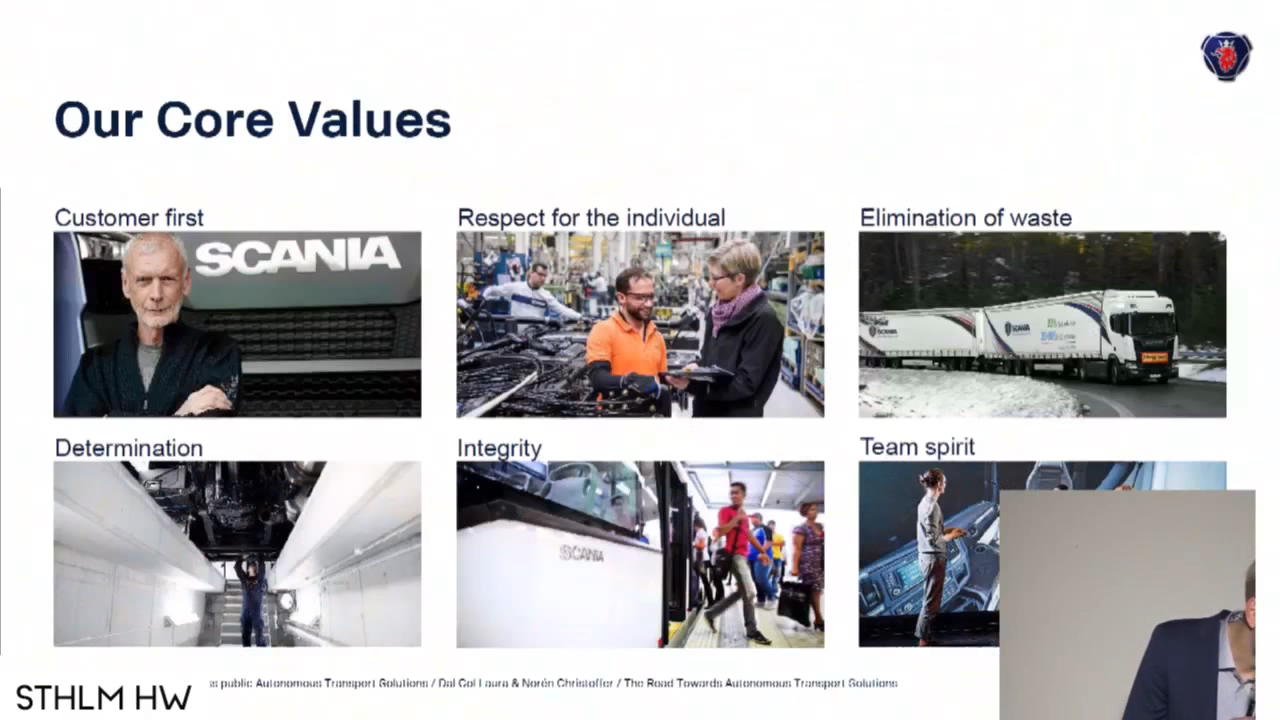 Our Core Values
Customer first
Respect for the individual
Elimination of waste
SCANIA
SCANIA
SCANIA
Determination
Integrity
Team spirit
SCANIA
public Autonomous Transport Solutions / Dal Col Laura & Norén Christoffer / The Road Towards Autonomous Transport Solutions
STHLM HW